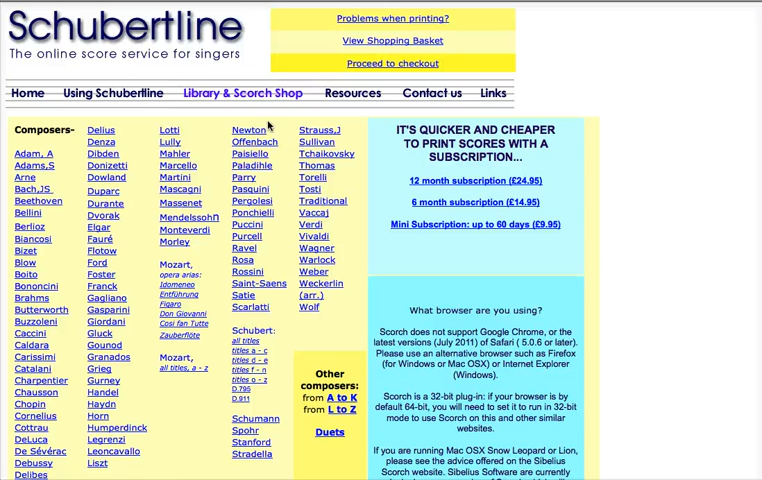 Schubertline
The online score service for singers
Problems when printing?
View Shopping Basket
Proceed to checkout
Home
Using Schubertline
Library & Scorch Shop
Resources
Contact us
Links
Composers-
Adam, A
Adams,S
Arne
Bach,JS
Beethoven
Bellini
Berlioz
Biancosi
Bizet
Blow
Boito
Bononcini
Brahms
Butterworth
Buzzoleni
Caccini
Caldara
Carissimi
Catalani
Charpentier
Chausson
Chopin
Cornelius
Cottrau
DeLuca
De Sévérac
Debussy
Delibes
Delius
Denza
Dibden
Donizetti
Dowland
Duparc
Durante
Dvorak
Elgar
Fauré
Flotow
Ford
Foster
Franck
Gagliano
Gasparini
Giordani
Gluck
Gounod
Granados
Grieg
Gurney
Handel
Haydn
Horn
Humperdinck
Legrenzi
Leoncavallo
Liszt
Lotti
Lully
Mahler
Marcello
Martini
Mascagni
Massenet
Mendelssohn
Monteverdi
Morley
Mozart,
opera arias:
Idomeneo
Entführung
Figaro
Don Giovanni
Cosi fan Tutte
Zauberflöte
Mozart,
all titles, a - z
Newton
Offenbach
Paisiello
Paladihle
Parry
Pasquini
Pergolesi
Ponchielli
Puccini
Purcell
Ravel
Rosa
Rossini
Saint-Saens
Satie
Scarlatti
Schubert:
all titles
titles a - c
titles d - e
titles f - n
titles o - z
D.795
D.911
Schumann
Spohr
Stanford
Stradella
Strauss,J
Sullivan
Tchaikovsky
Thomas
Torelli
Tosti
Traditional
Vaccaj
Verdi
Vivaldi
Wagner
Warlock
Weber
Weckerlin
(arr.)
Wolf
Other
composers:
from A to K
from L to Z
Duets
IT'S QUICKER AND CHEAPER
TO PRINT SCORES WITH A
SUBSCRIPTION...
12 month subscription (£24.95)
6 month subscription (£14.95)
Mini Subscription: up to 60 days (£9.95)
What browser are you using?
Scorch does not support Google Chrome, or the
latest versions (July 2011) of Safari ( 5.0.6 or later).
Please use an alternative browser such as Firefox
(for Windows or Mac OSX) or Internet Explorer
(Windows).
Scorch is a 32-bit plug-in: if your browser is by
default 64-bit, you will need to set it to run in 32-bit
mode to use Scorch on this and other similar
websites.
If you are running Mac OSX Snow Leopard or Lion,
please see the advice offered on the Sibelius
Scorch website. Sibelius Software are currently